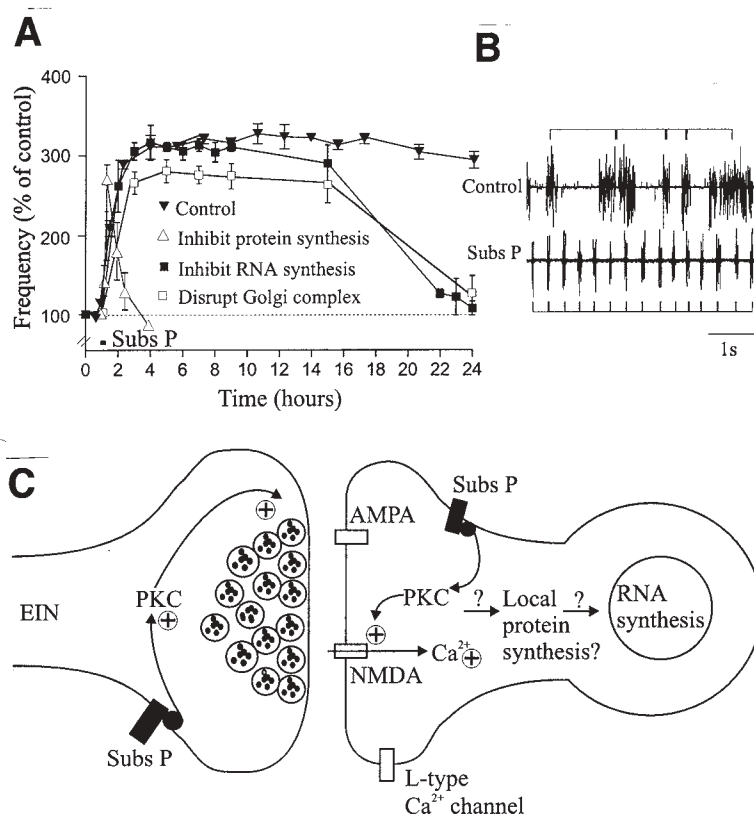 A
400
300
200
100
Frequency (% of control)
Control
Inhibit protein synthesis
Inhibit RNA synthesis
Disrupt Golgi complex
Subs P
0 2 4 6 8 10 12 14 16 18 20 22 24
Time (hours)
B
Control
Subs P
1s
C
EIN
PKC
+
+
Subs P
AMPA
Subs P
PKC
+
NMDA
Ca2+
+
?
Local
protein
synthesis?
?
RNA
synthesis
L-type
Ca2+ channel